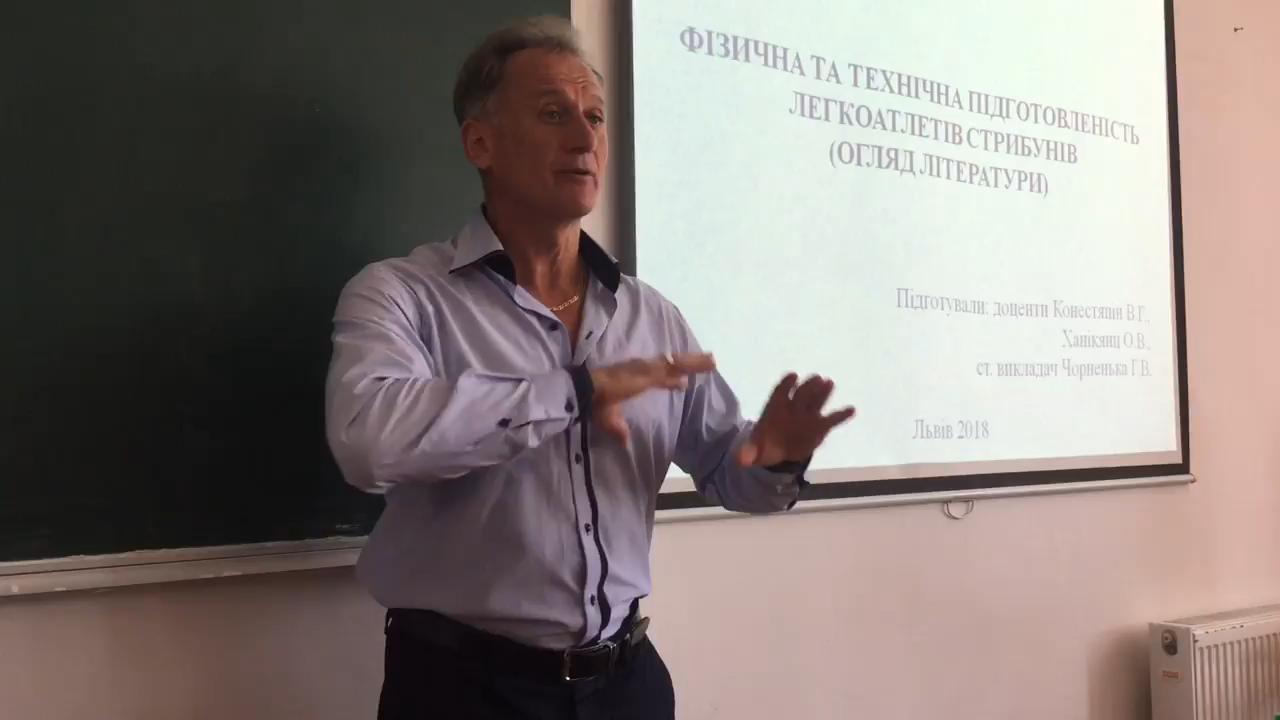 ФІЗИЧНА ТА ТЕХНІЧНА ПІДГОТОВЛЕНІСТЬ
ЛЕГКОАТЛЕТІВ СТРИБУНІВ
(ОГЛЯД ЛІТЕРАТУРИ)
Підготували: доценти Конестяпін В.Г.,
Ханікянц О.В.,
ст. викладач Чорненька Г.В.
Львів 2018